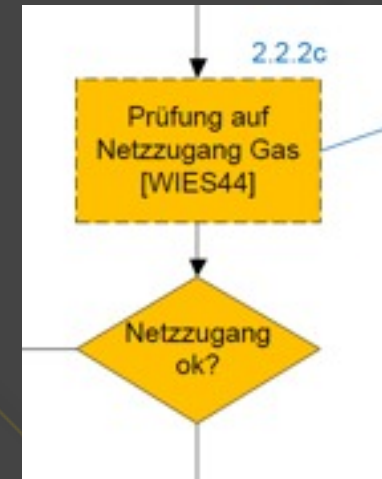 2.2.2c
Prüfung auf
Netzzugang Gas
[WIES44]
Netzzugang
ok?